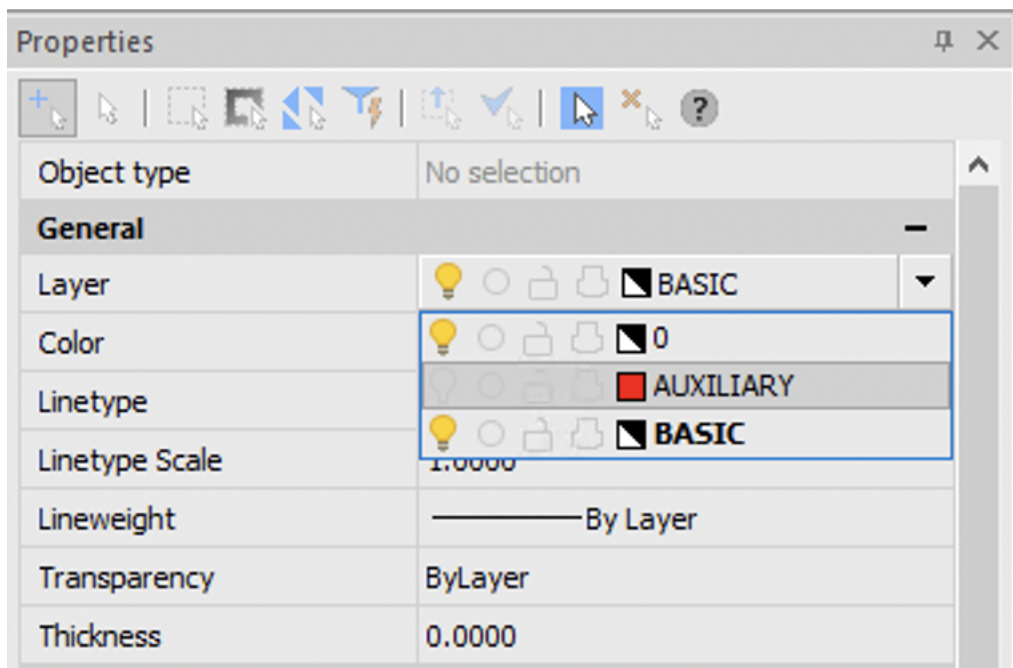 Properties
?
Object type No selection
General
Layer BASIC
0
Color
AUXILIARY
Linetype
BASIC
Linetype Scale 1.0000
Lineweight By Layer
Transparency ByLayer
Thickness 0.0000